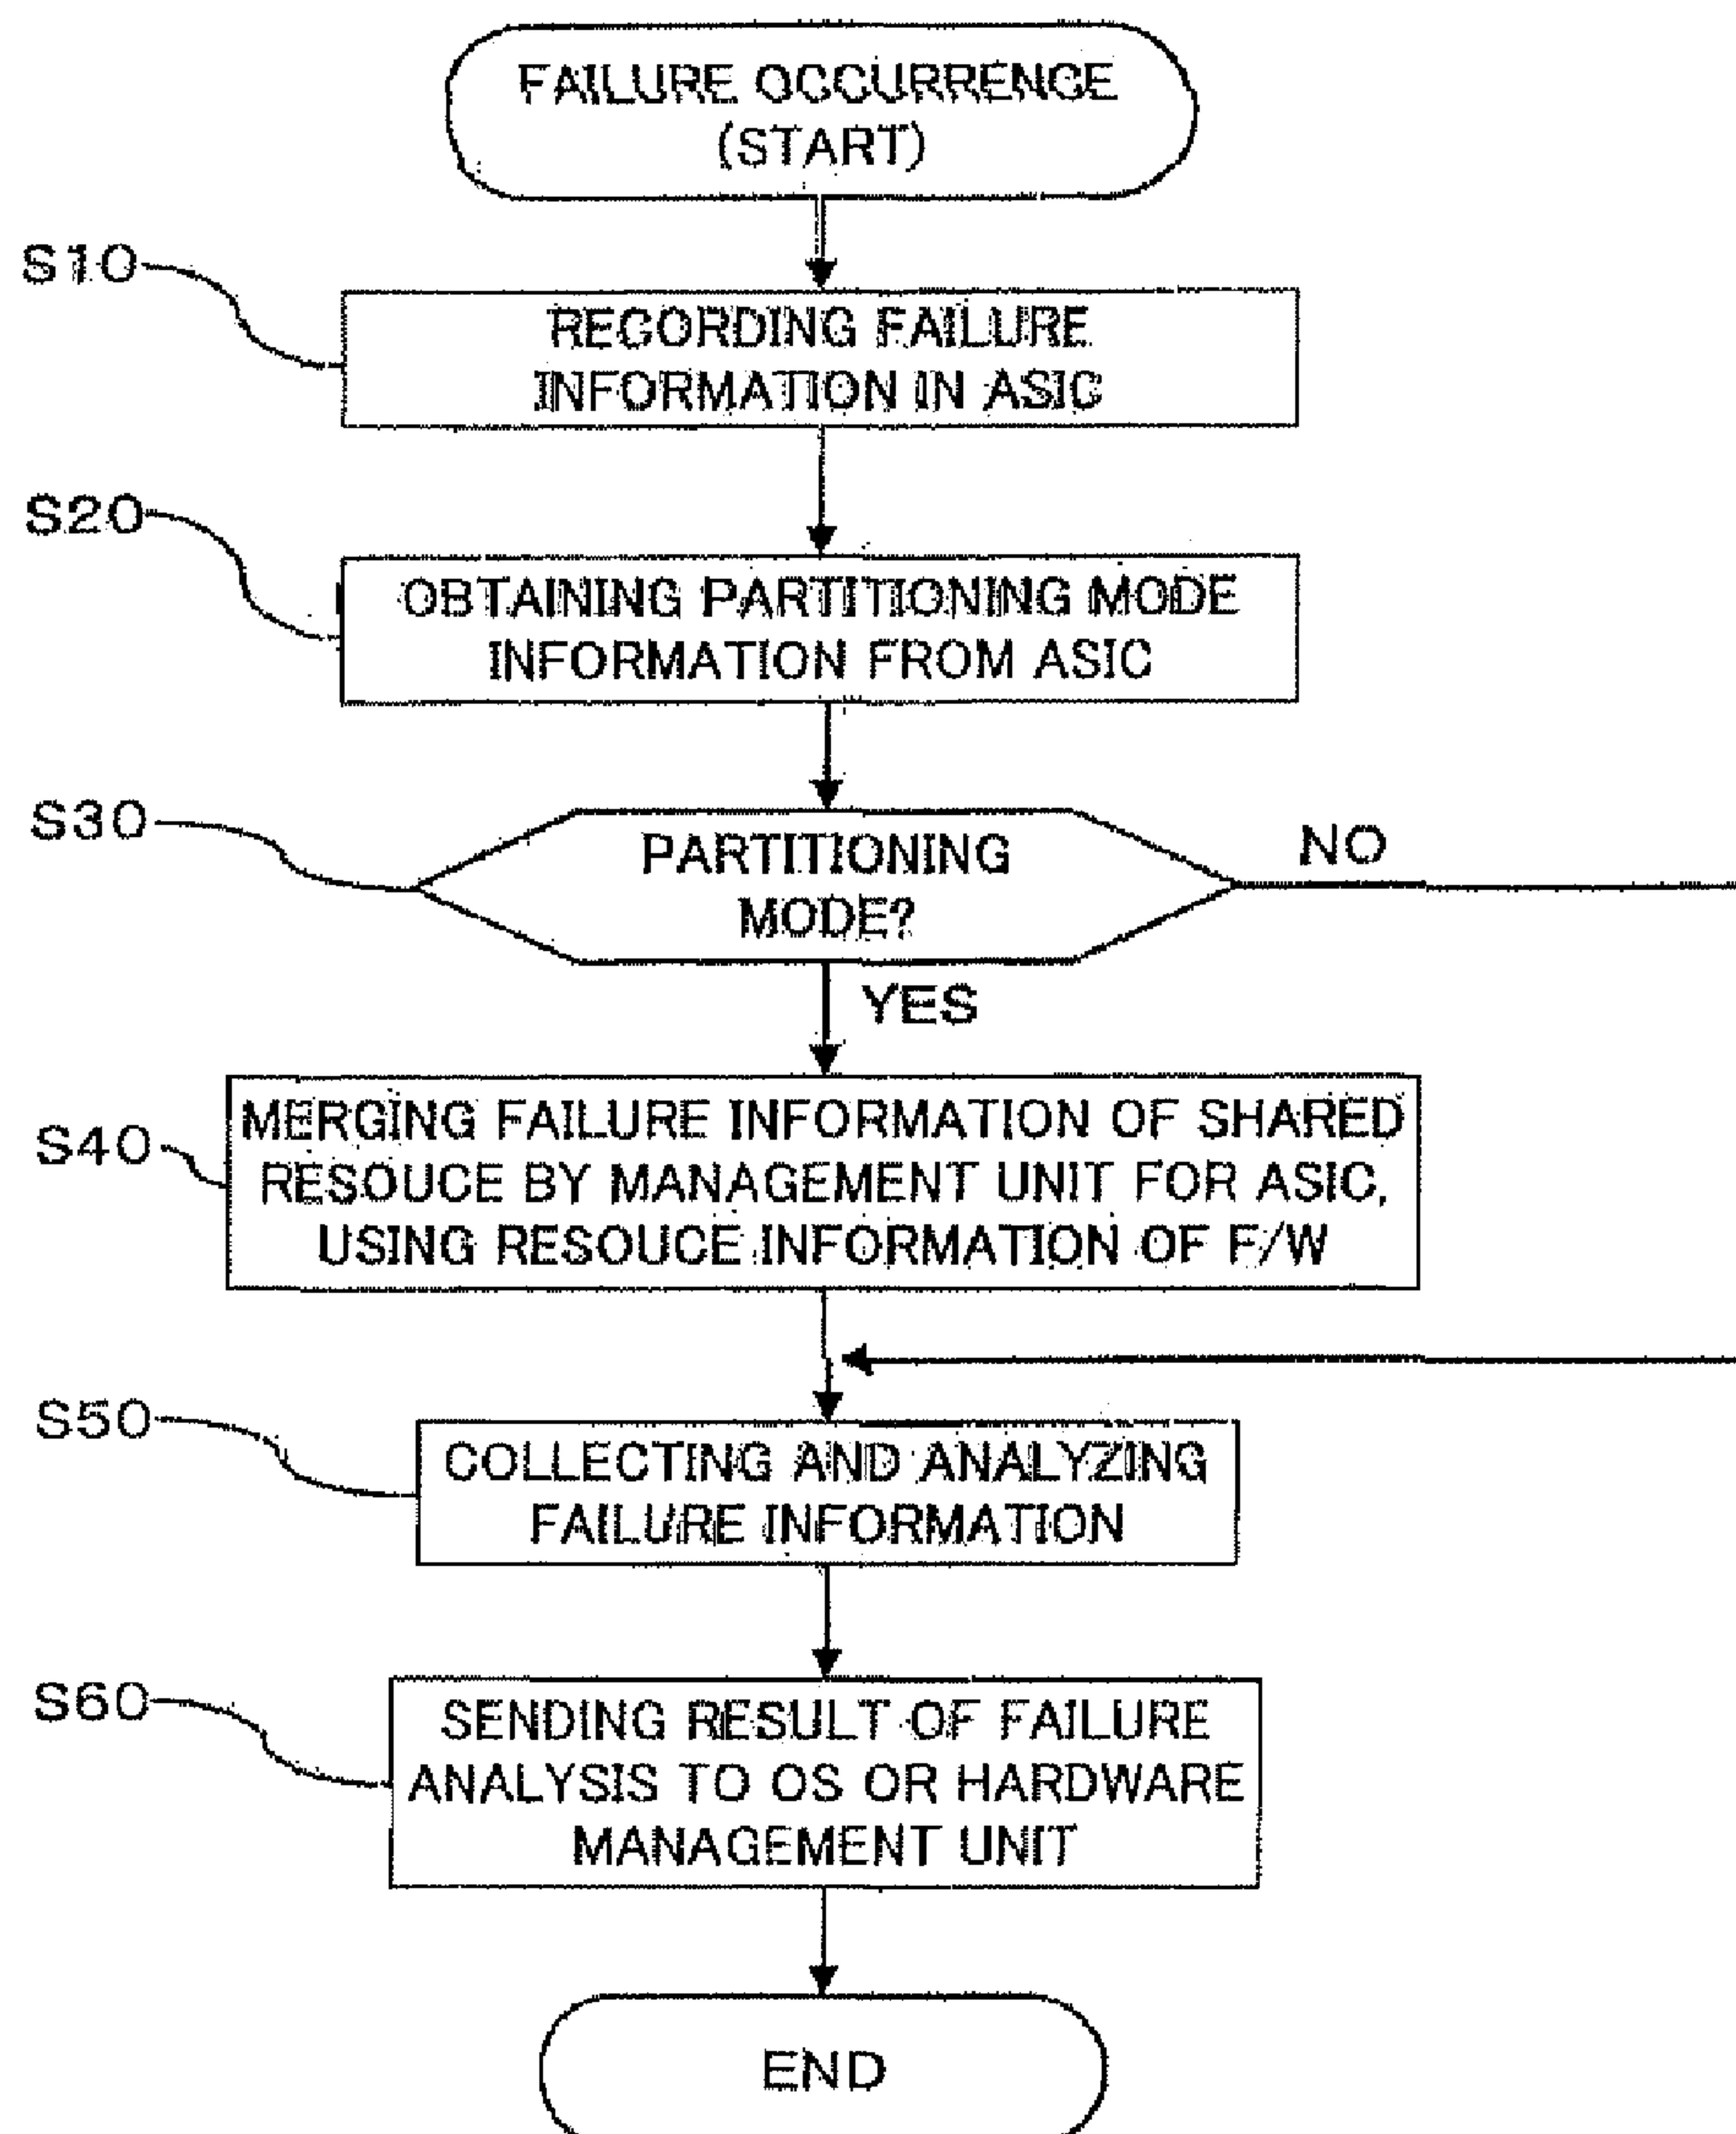 FAILURE OCCURRENCE
(START)
S10
RECORDING FAILURE
INFORMATION IN ASIC
S20
OBTAINING PARTITIONING MODE
INFORMATION FROM ASIC
S30
PARTITIONING
MODE?
NO
YES
S40
MERGING FAILURE INFORMATION OF SHARED
RESOUCE BY MANAGEMENT UNIT FOR ASIC,
USING RESOUCE INFORMATION OF F/W
S50
COLLECTING AND ANALYZING
FAILURE INFORMATION
S60
SENDING RESULT OF FAILURE
ANALYSIS TO OS OR HARDWARE
MANAGEMENT UNIT
END